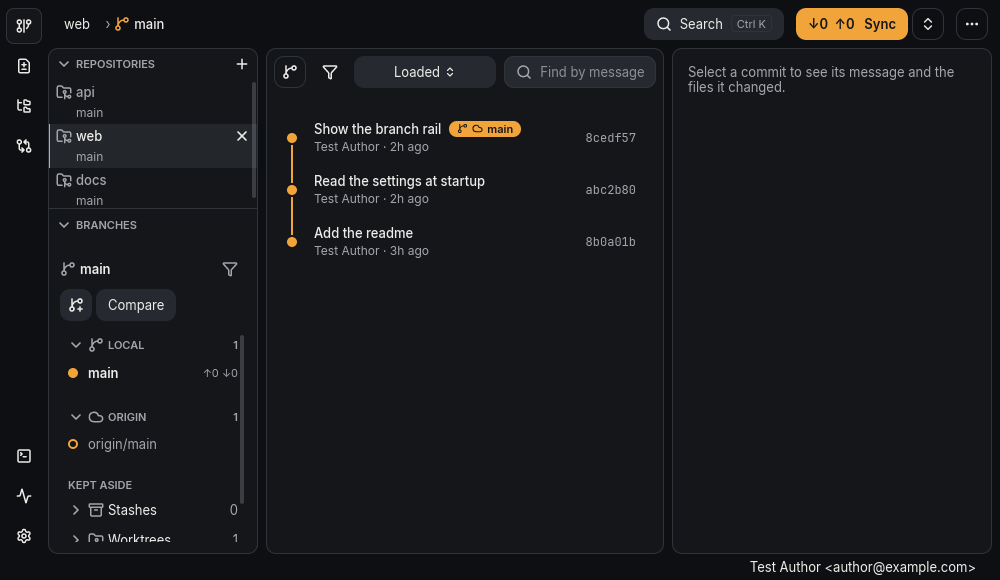 web main
Search Ctrl K
↓0 ↑0 Sync
REPOSITORIES
api
main
web
main
docs
main
BRANCHES
main
Compare
LOCAL 1
main ↑0 ↓0
ORIGIN 1
origin/main
KEPT ASIDE
Stashes 0
Worktrees 1
Loaded
Find by message
Show the branch rail main
Test Author · 2h ago
8cedf57
Read the settings at startup
Test Author · 2h ago
abc2b80
Add the readme
Test Author · 3h ago
8b0a01b
Select a commit to see its message and the
files it changed.
Test Author <author@example.com>